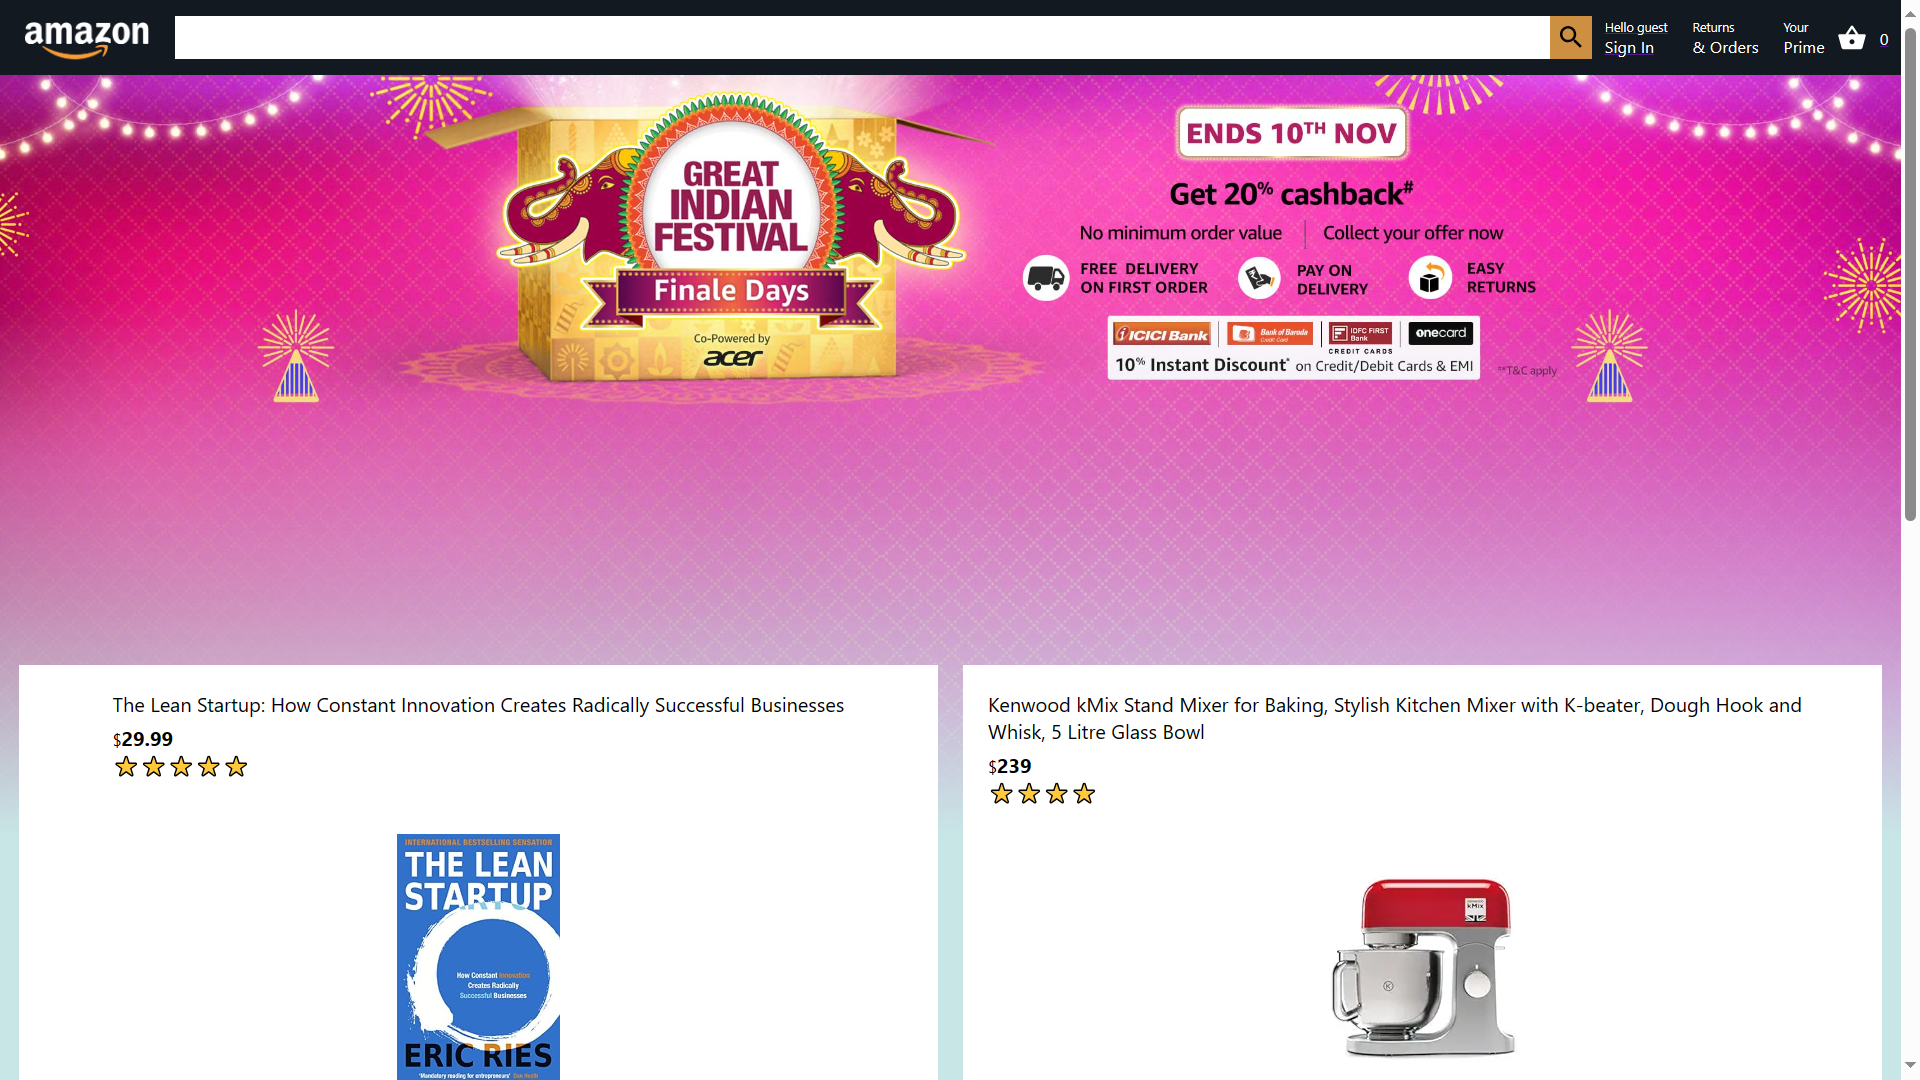 amazon
Hello guest
Sign In
Returns
& Orders
Your
Prime
0
GREAT
INDIAN
FESTIVAL
Finale Days
Co-Powered by
acer
ENDS 10TH NOV
Get 20% cashback#
No minimum order value
Collect your offer now
FREE DELIVERY
ON FIRST ORDER
PAY ON
DELIVERY
EASY
RETURNS
ICICI Bank
Bank of Baroda
Credit Card
IDFC FIRST
Bank
CREDIT CARDS
onecard
10% Instant Discount* on Credit/Debit Cards & EMI
**T&C apply
The Lean Startup: How Constant Innovation Creates Radically Successful Businesses
$29.99
INTERNATIONAL BESTSELLING SENSATION
THE LEAN
STARTUP
How Constant Innovation
Creates Radically
Successful Businesses
ERIC RIES
'Mandatory reading for entrepreneurs' Dan Heath
Kenwood kMix Stand Mixer for Baking, Stylish Kitchen Mixer with K-beater, Dough Hook and
Whisk, 5 Litre Glass Bowl
$239
kMix
K